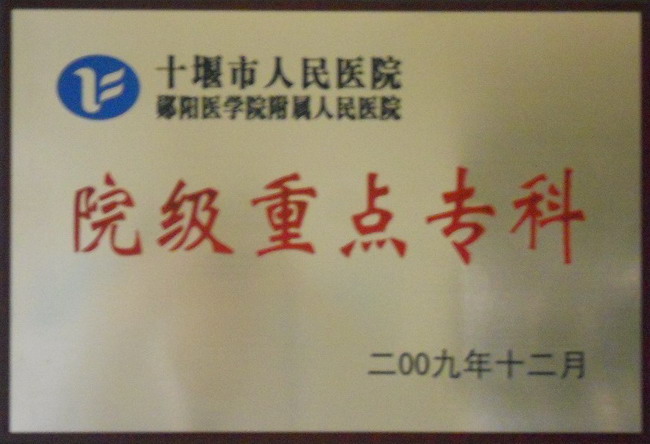 十堰市人民医院
郧阳医学院附属人民医院
院级重点专科
二00九年十二月